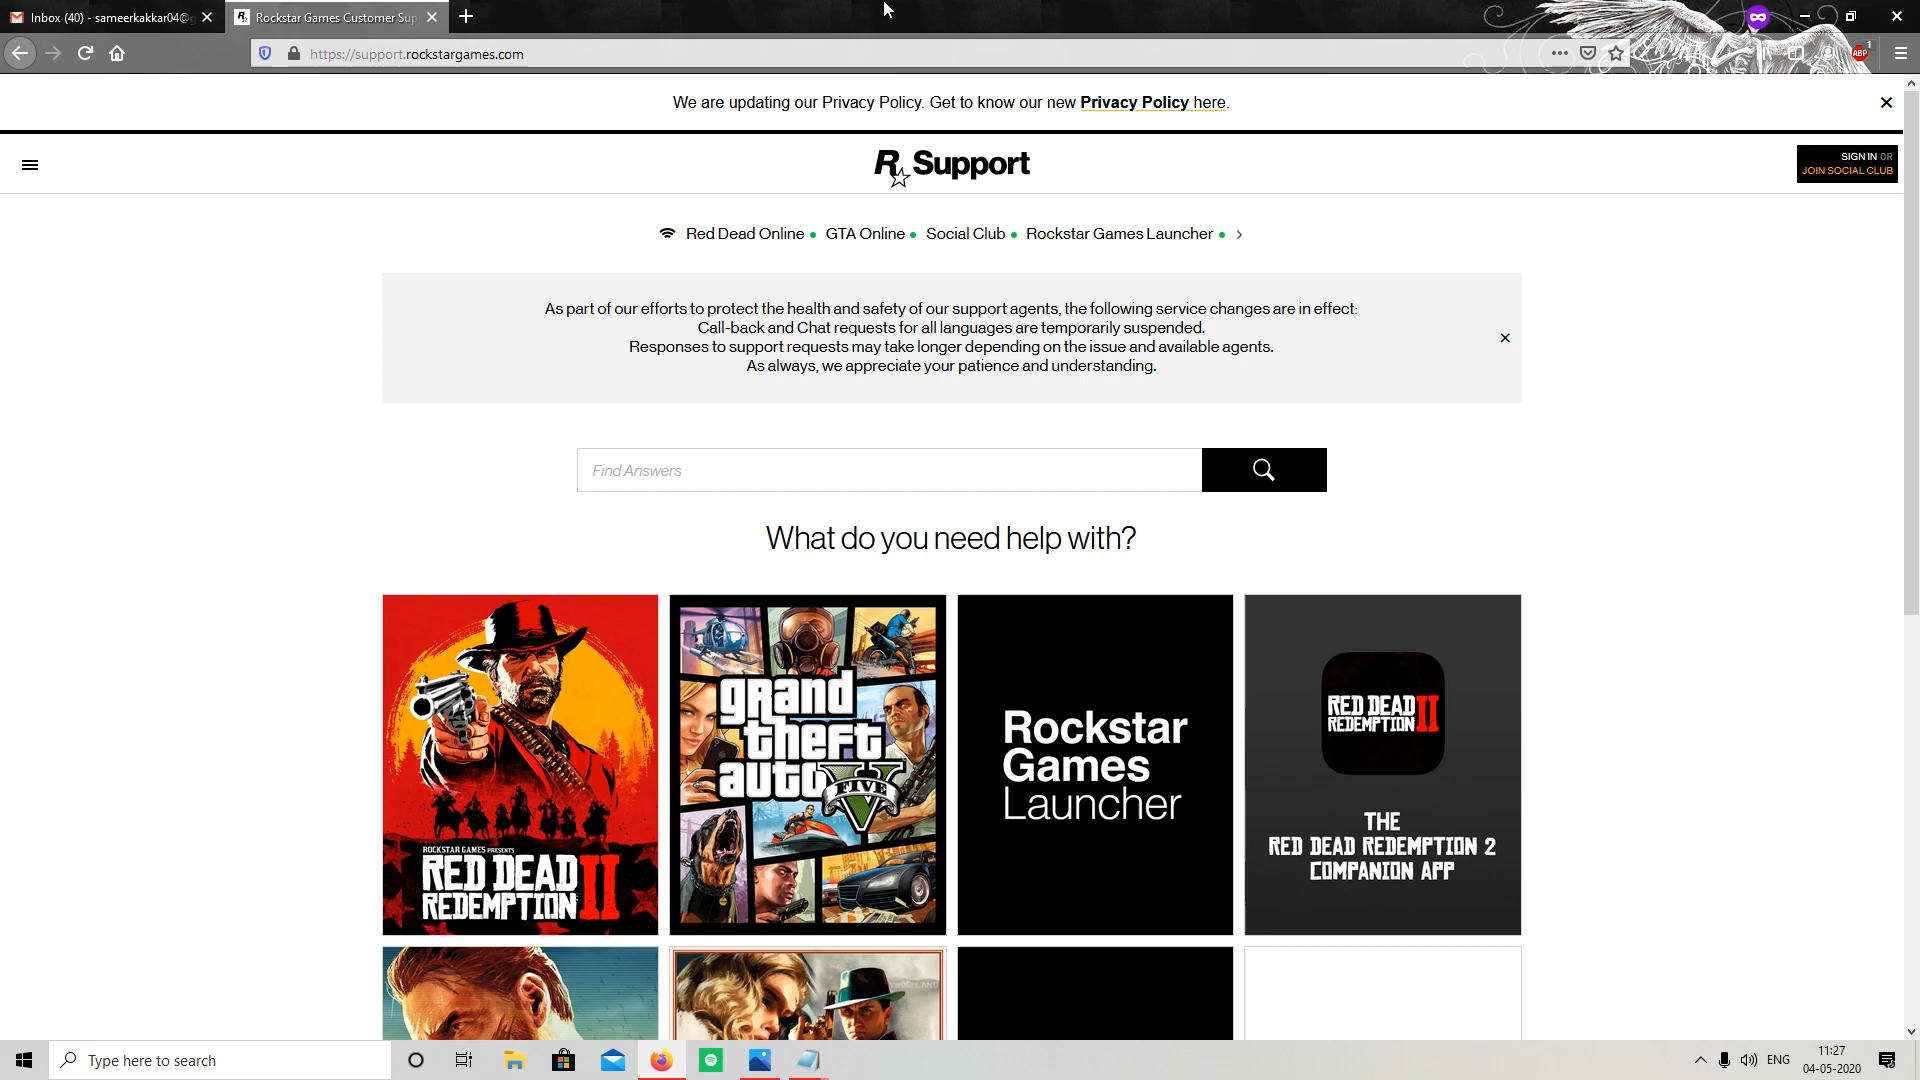 Inbox (40) - sameerkakkar04@
Rockstar Games Customer Sup
https://support.rockstargames.com
ABP
1
We are updating our Privacy Policy. Get to know our new Privacy Policy here.
R Support
SIGN IN OR
JOIN SOCIAL CLUB
Red Dead Online
GTA Online
Social Club
Rockstar Games Launcher
As part of our efforts to protect the health and safety of our support agents, the following service changes are in effect:
Call-back and Chat requests for all languages are temporarily suspended.
Responses to support requests may take longer depending on the issue and available agents.
As always, we appreciate your patience and understanding.
Find Answers
What do you need help with?
ROCKSTAR GAMES PRESENTS
RED DEAD
REDEMPTION II
grand
theft
auto
V
FIVE
Rockstar
Games
Launcher
RED DEAD
REDEMPTION II
THE
RED DEAD REDEMPTION 2
COMPANION APP
Type here to search
ENG
11:27
04-05-2020